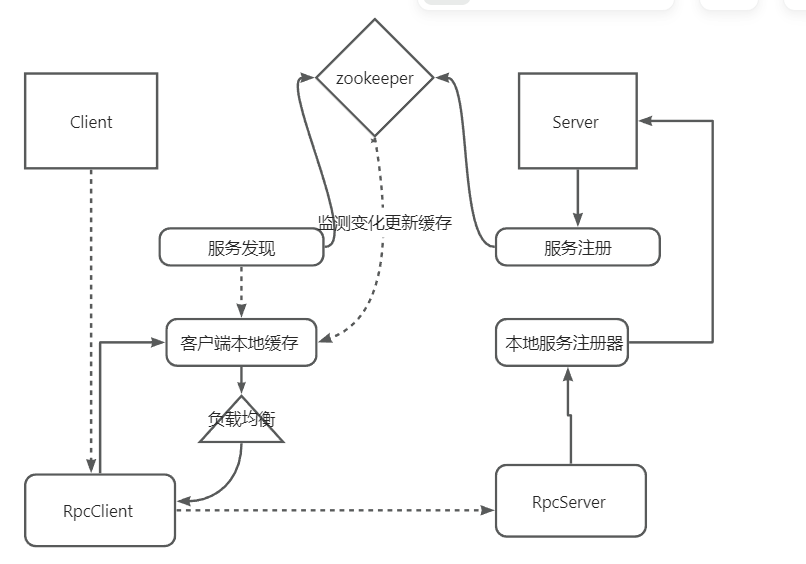 zookeeper
Client
Server
监测变化更新缓存
服务发现
服务注册
客户端本地缓存
本地服务注册器
负载均衡
RpcClient
RpcServer